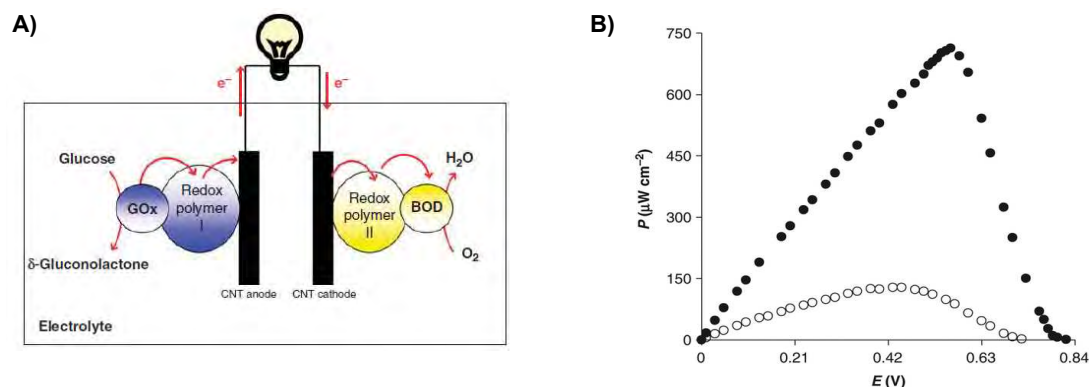 A)
e⁻ e⁻
Glucose
GOx
Redox
polymer
I
δ-Gluconolactone
CNT anode
CNT cathode
Redox
polymer
II
BOD
H₂O
O₂
Electrolyte
B)
P (μW cm⁻²)
750
600
450
300
150
0
0 0.21 0.42 0.63 0.84
E (V)